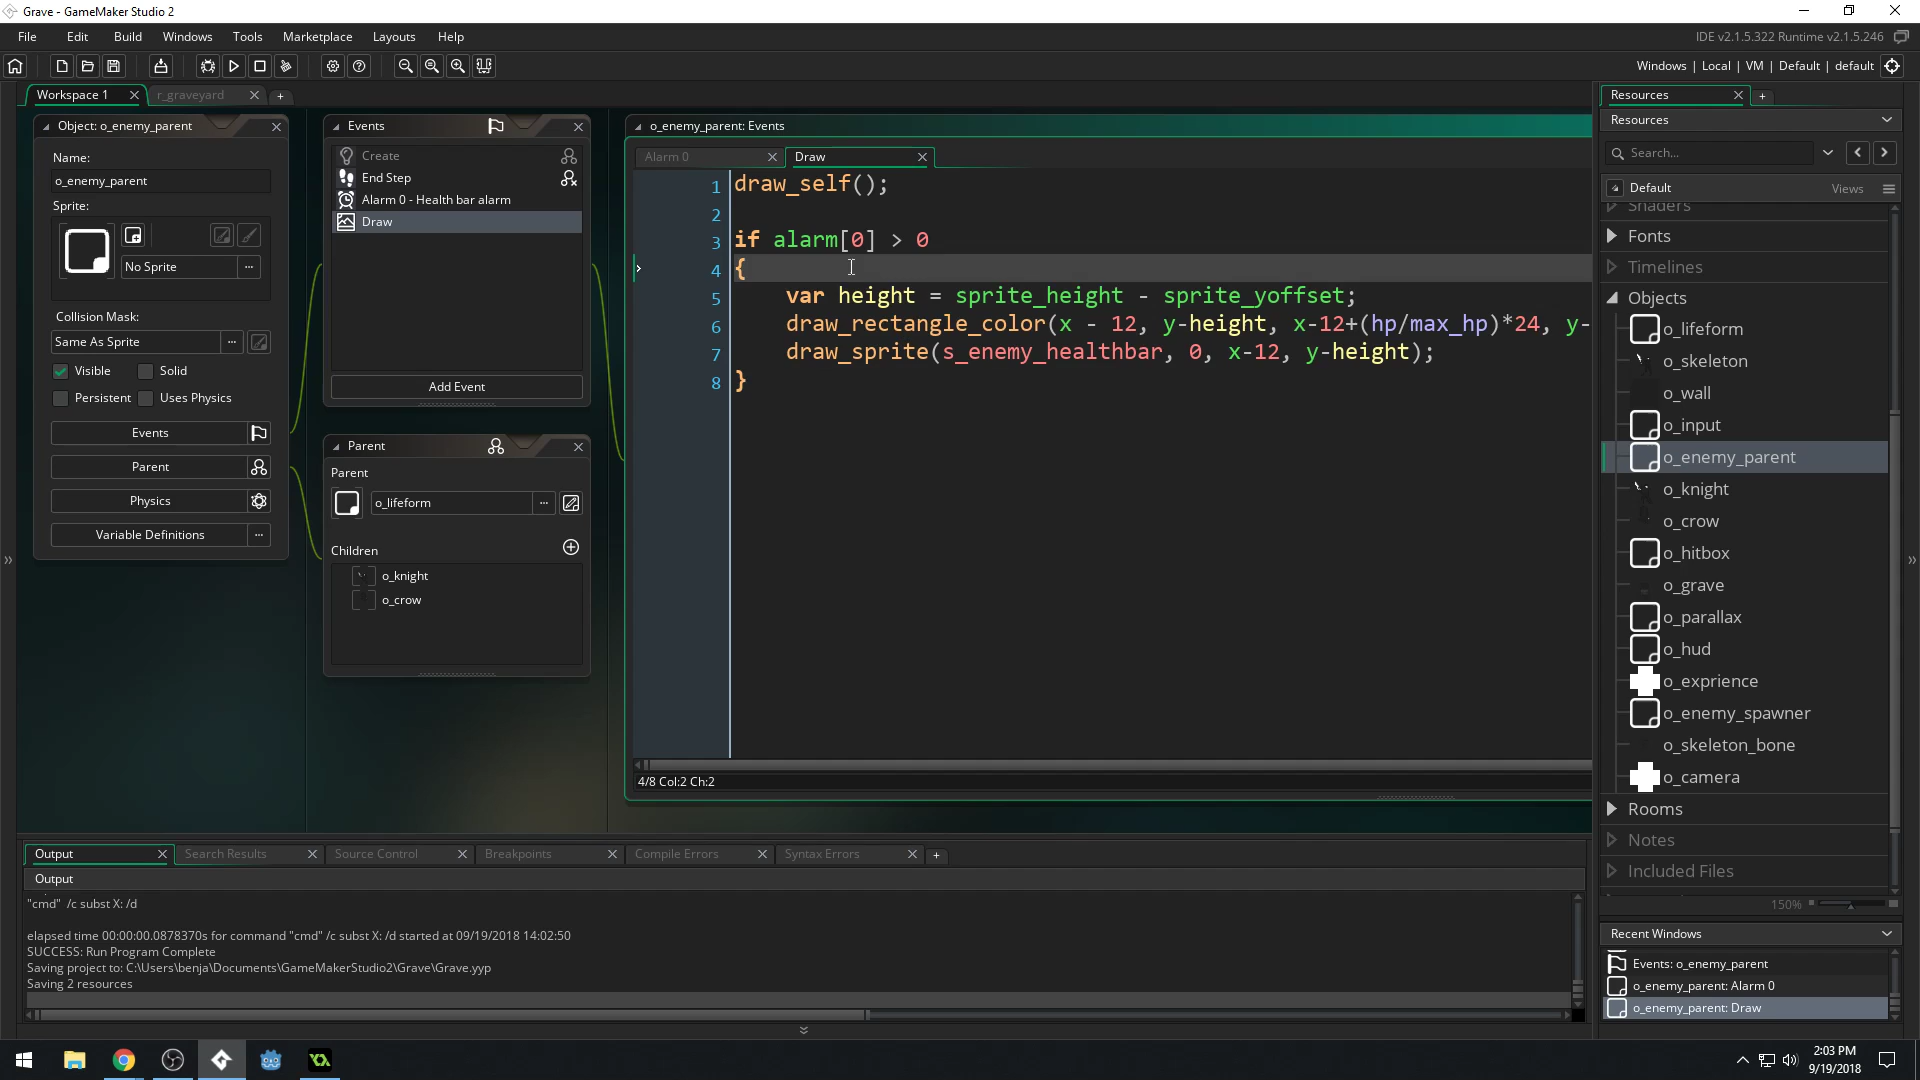 Grave - GameMaker Studio 2
File Edit Build Windows Tools Marketplace Layouts Help
IDE v2.1.5.322 Runtime v2.1.5.246
Windows | Local | VM | Default | default
Workspace 1
r_graveyard
Object: o_enemy_parent
Name:
o_enemy_parent
Sprite:
No Sprite
Collision Mask:
Same As Sprite
Visible Solid
Persistent Uses Physics
Events
Parent
Physics
Variable Definitions
Events
Create
End Step
Alarm 0 - Health bar alarm
Draw
Add Event
Parent
Parent
o_lifeform
Children
o_knight
o_crow
o_enemy_parent: Events
Alarm 0
Draw
1 draw_self();
2
3 if alarm[0] > 0
4 {
5 var height = sprite_height - sprite_yoffset;
6 draw_rectangle_color(x - 12, y-height, x-12+(hp/max_hp)*24, y-
7 draw_sprite(s_enemy_healthbar, 0, x-12, y-height);
8 }
4/8 Col:2 Ch:2
Resources
Resources
Search...
Default
Views
Shaders
Fonts
Timelines
Objects
o_lifeform
o_skeleton
o_wall
o_input
o_enemy_parent
o_knight
o_crow
o_hitbox
o_grave
o_parallax
o_hud
o_exprience
o_enemy_spawner
o_skeleton_bone
o_camera
Rooms
Notes
Included Files
150%
Recent Windows
Events: o_enemy_parent
o_enemy_parent: Alarm 0
o_enemy_parent: Draw
Output Search Results Source Control Breakpoints Compile Errors Syntax Errors
Output
"cmd" /c subst X: /d
elapsed time 00:00:00.0878370s for command "cmd" /c subst X: /d started at 09/19/2018 14:02:50
SUCCESS: Run Program Complete
Saving project to: C:\Users\benja\Documents\GameMakerStudio2\Grave\Grave.yyp
Saving 2 resources
2:03 PM
9/19/2018